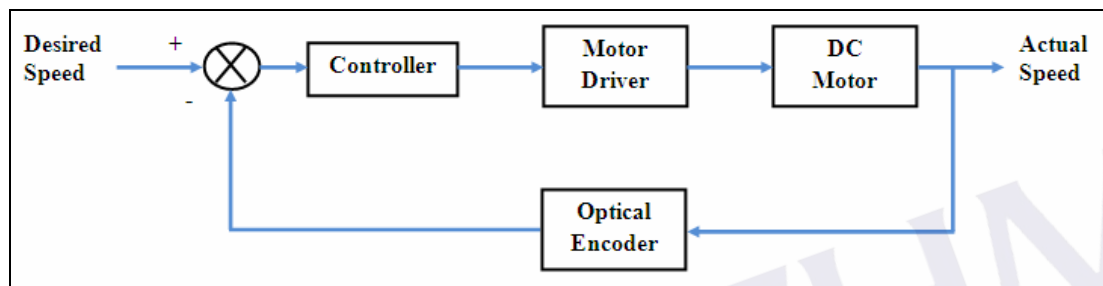 Desired
Speed
+
-
Controller
Motor
Driver
DC
Motor
Actual
Speed
Optical
Encoder